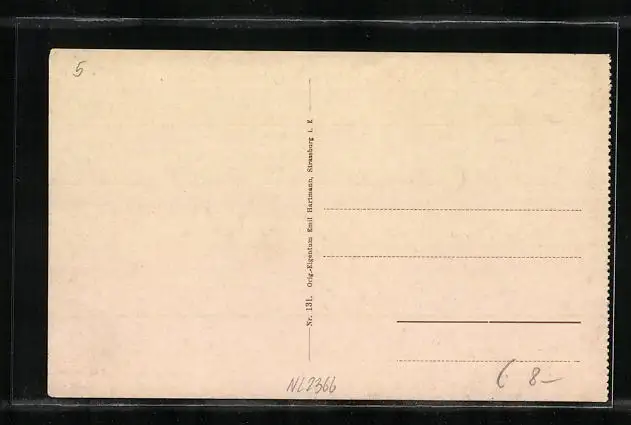 5
Nr. 131. Orig.-Eigentum Emil Hartmann, Strassburg i. E.
NL2366
( 8-